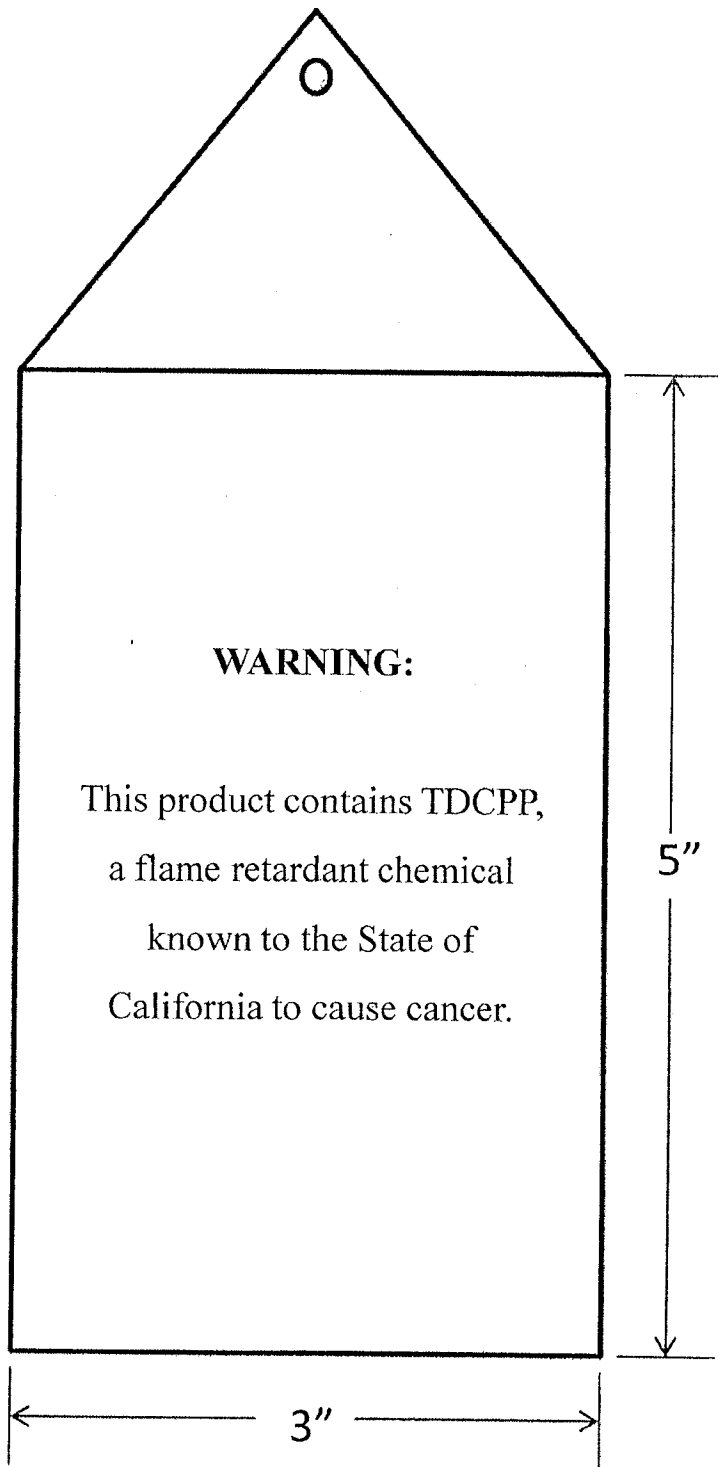 WARNING:
This product contains TDCPP,
a flame retardant chemical
known to the State of
California to cause cancer.
5"
3"